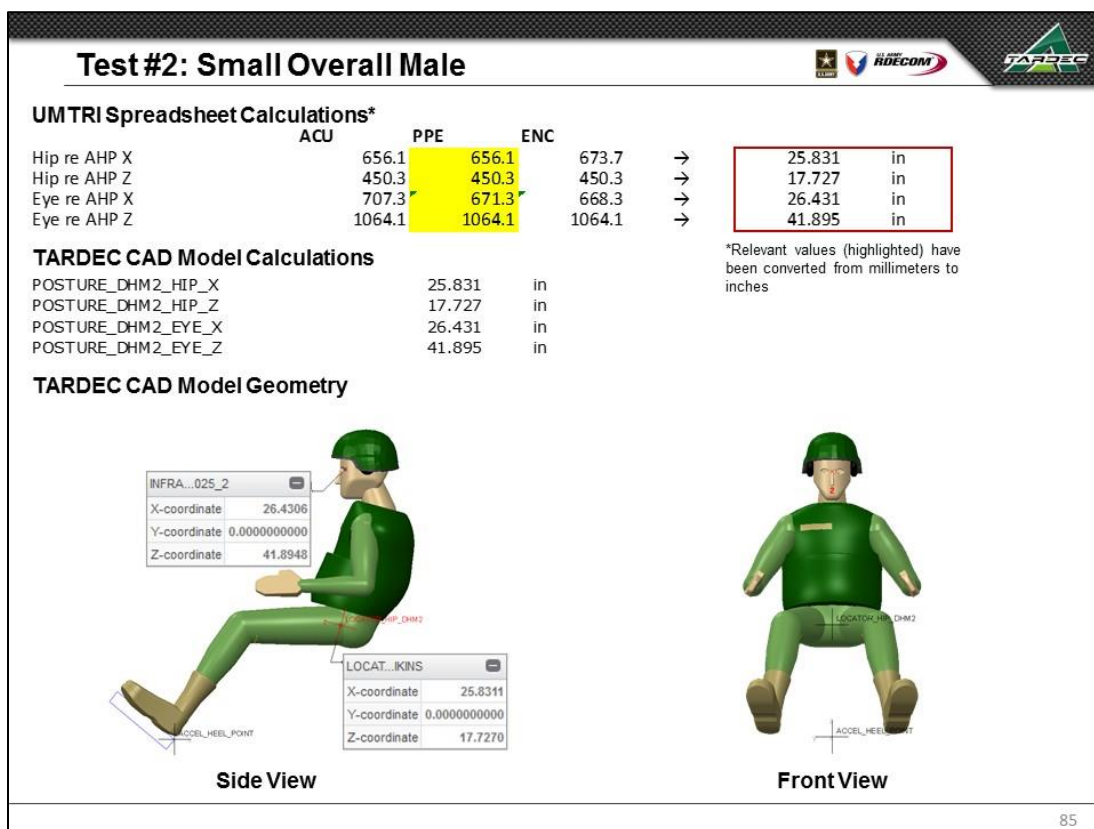 Test #2: Small Overall Male
U.S. ARMY
U.S. ARMY
RDECOM
TARDEC
UMTRI Spreadsheet Calculations*
ACU PPE ENC
Hip re AHP X 656.1 656.1 673.7 → 25.831 in
Hip re AHP Z 450.3 450.3 450.3 → 17.727 in
Eye re AHP X 707.3 671.3 668.3 → 26.431 in
Eye re AHP Z 1064.1 1064.1 1064.1 → 41.895 in
*Relevant values (highlighted) have
been converted from millimeters to
inches
TARDEC CAD Model Calculations
POSTURE_DHM2_HIP_X 25.831 in
POSTURE_DHM2_HIP_Z 17.727 in
POSTURE_DHM2_EYE_X 26.431 in
POSTURE_DHM2_EYE_Z 41.895 in
TARDEC CAD Model Geometry
INFRA...025_2
X-coordinate 26.4306
Y-coordinate 0.0000000000
Z-coordinate 41.8948
LOCATOR_HIP_DHM2
LOCAT...IKINS
X-coordinate 25.8311
Y-coordinate 0.0000000000
Z-coordinate 17.7270
ACCEL_HEEL_POINT
2
LOCATOR_HIP_DHM2
ACCEL_HEEL_POINT
Side View
Front View
85